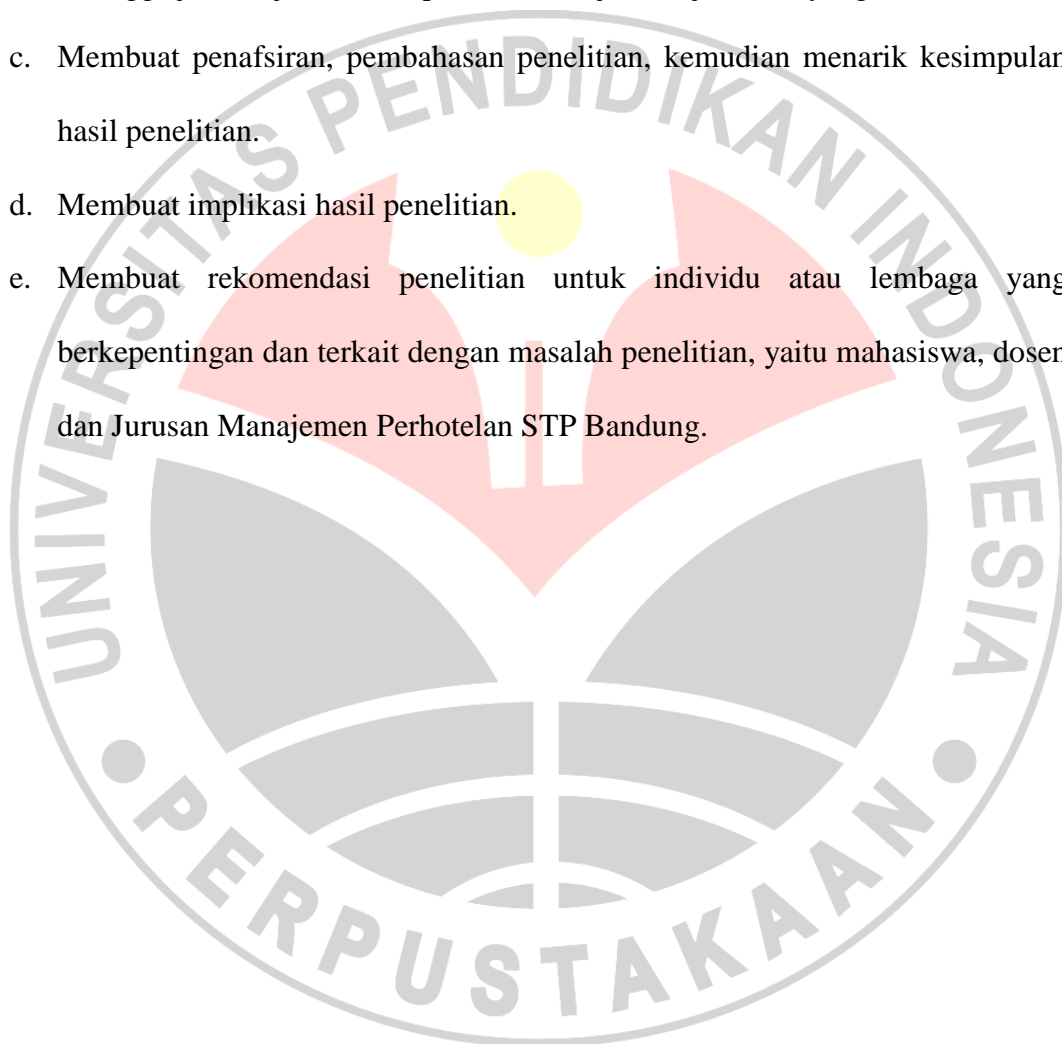 c. Membuat penafsiran, pembahasan penelitian, kemudian menarik kesimpulan
hasil penelitian.
d. Membuat implikasi hasil penelitian.
e. Membuat rekomendasi penelitian untuk individu atau lembaga yang
berkepentingan dan terkait dengan masalah penelitian, yaitu mahasiswa, dosen
dan Jurusan Manajemen Perhotelan STP Bandung.
UNIVERSITAS PENDIDIKAN INDONESIA
PERPUSTAKAAN